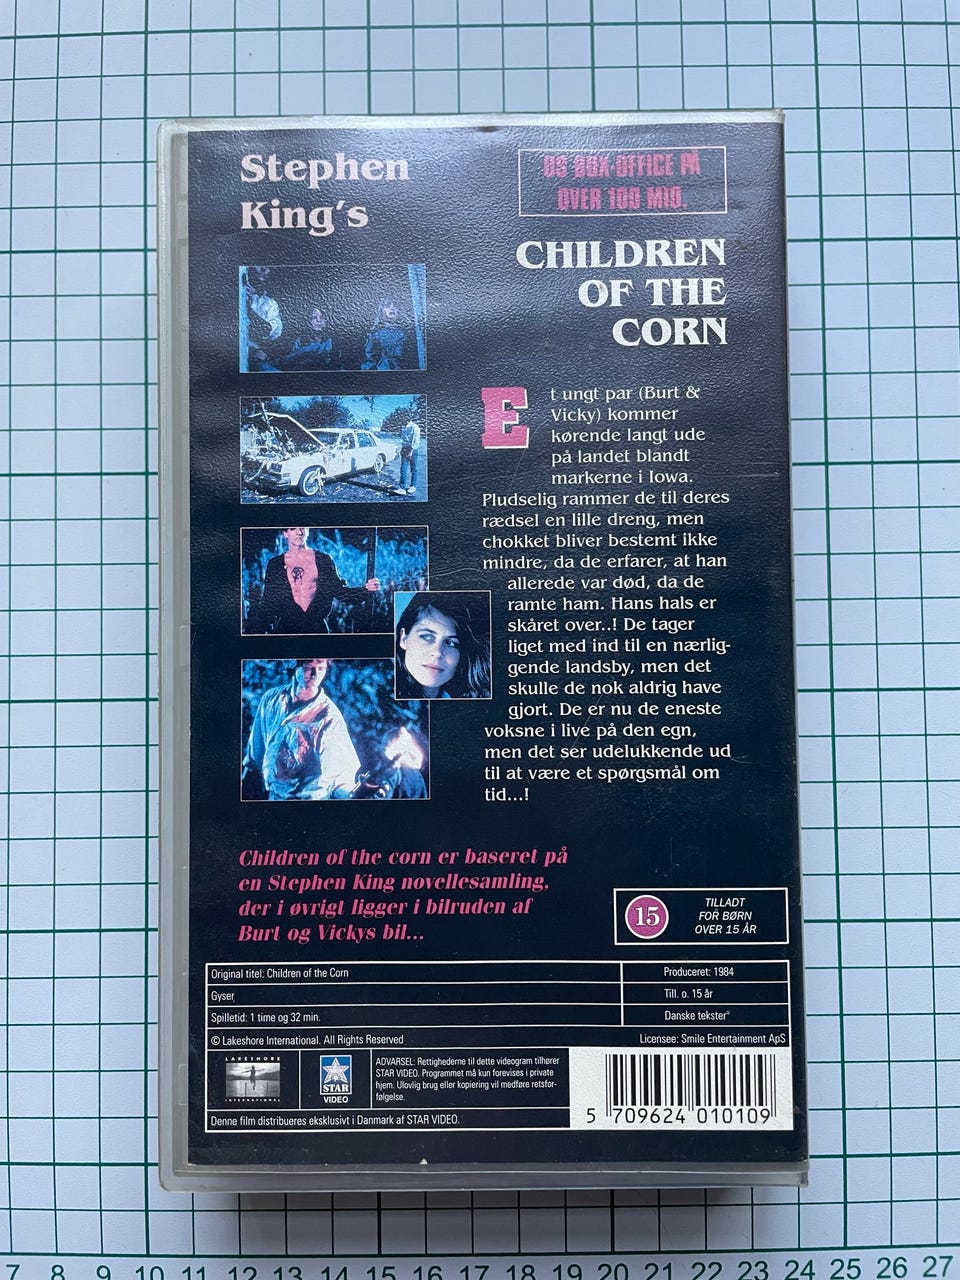 Stephen
King's
US BOX-OFFICE PÅ
OVER 100 MIO.
CHILDREN
OF THE
CORN
Et ungt par (Burt &
Vicky) kommer
kørende langt ude
på landet blandt
markerne i Iowa.
Pludselig rammer de til deres
rædsel en lille dreng, men
chokket bliver bestemt ikke
mindre, da de erfarer, at han
allerede var død, da de
ramte ham. Hans hals er
skåret over..! De tager
liget med ind til en nærlig-
gende landsby, men det
skulle de nok aldrig have
gjort. De er nu de eneste
voksne i live på den egn,
men det ser udelukkende ud
til at være et spørgsmål om
tid...!
Children of the corn er baseret på
en Stephen King novellesamling,
der i øvrigt ligger i bilruden af
Burt og Vickys bil...
15
TILLADT
FOR BØRN
OVER 15 ÅR
Original titel: Children of the Corn
Produceret: 1984
Gyser
Till. o. 15 år
Spilletid: 1 time og 32 min.
Danske tekster
© Lakeshore International. All Rights Reserved
Licensee: Smile Entertainment ApS
LAKESHORE
INTERNATIONAL
STAR
VIDEO
ADVARSEL: Rettighederne til dette videogram tilhører
STAR VIDEO. Programmet må kun forevises i private
hjem. Ulovlig brug eller kopiering vil medføre retsfor-
følgelse.
Denne film distribueres eksklusivt i Danmark af STAR VIDEO.
5 709624 010109
7 8 9 10 11 12 13 14 15 16 17 18 19 20 21 22 23 24 25 26 27